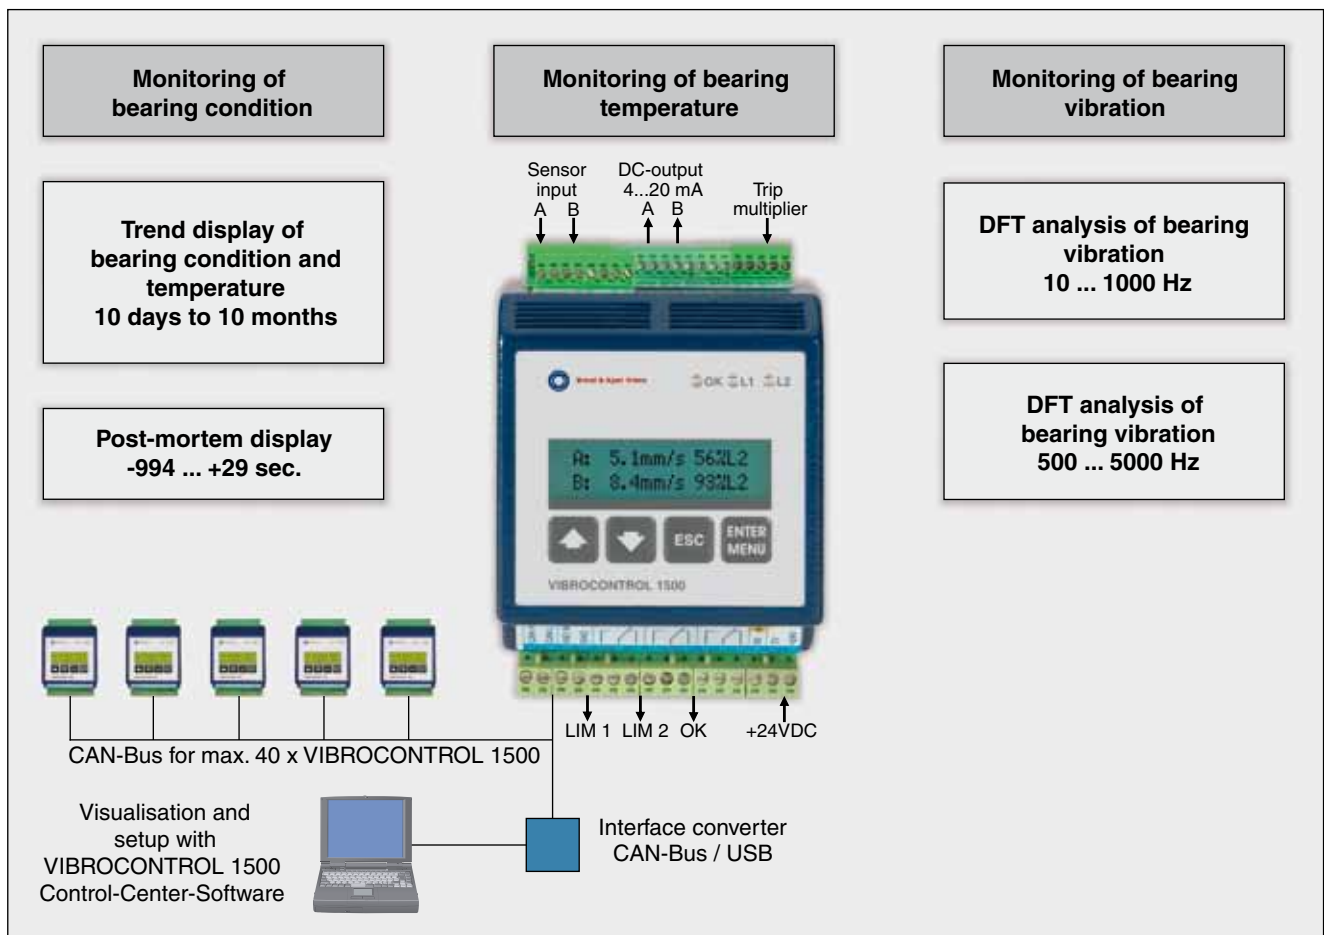 Monitoring of
bearing condition
Monitoring of bearing
temperature
Monitoring of bearing
vibration
Trend display of
bearing condition and
temperature
10 days to 10 months
Post-mortem display
-994 ... +29 sec.
Sensor
input
A B
DC-output
4...20 mA
A B
Trip
multiplier
DFT analysis of bearing
vibration
10 ... 1000 Hz
DFT analysis of
bearing vibration
500 ... 5000 Hz
OK L1 L2
A: 5.1mm/s 56%L2
B: 8.4mm/s 93%L2
ESC
ENTER
MENU
VIBROCONTROL 1500
LIM 1 LIM 2 OK +24VDC
CAN-Bus for max. 40 x VIBROCONTROL 1500
Visualisation and
setup with
VIBROCONTROL 1500
Control-Center-Software
Interface converter
CAN-Bus / USB